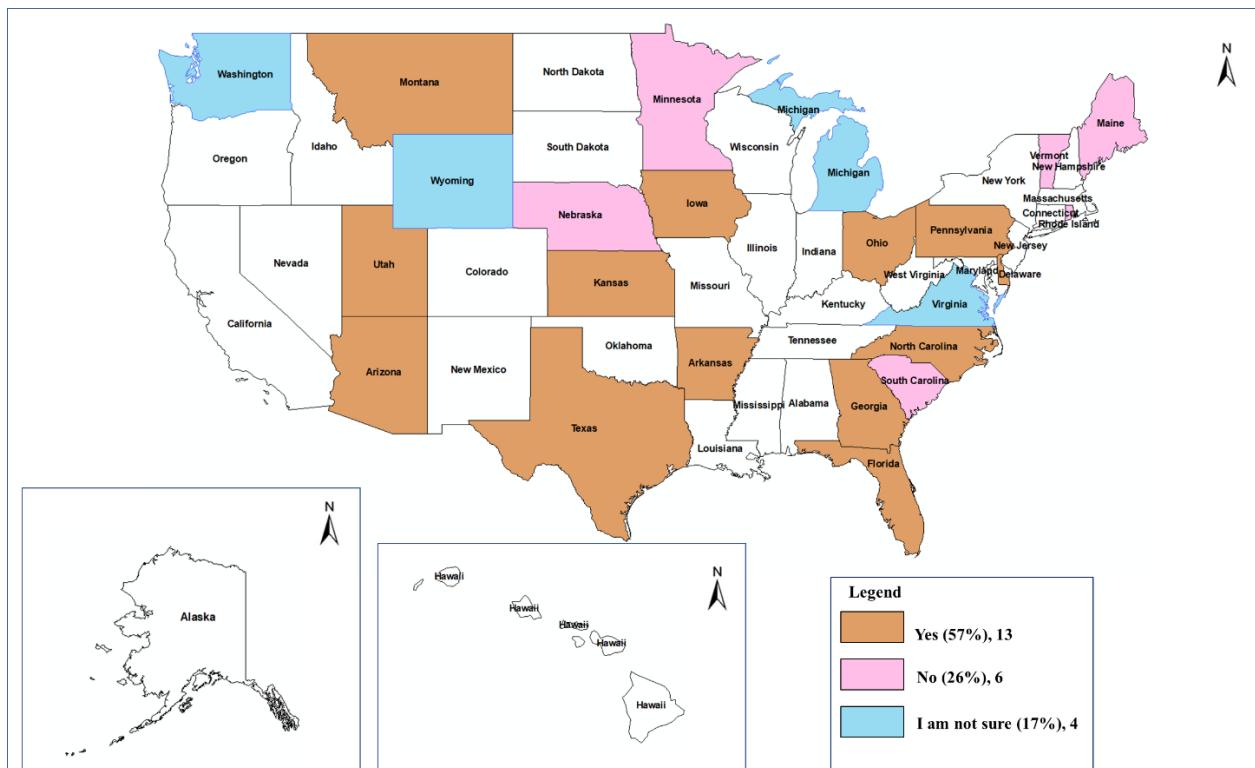 N
Washington
Montana
North Dakota
Minnesota
Michigan
Maine
Vermont
New Hampshire
Oregon
Idaho
South Dakota
Wisconsin
Wyoming
Michigan
New York
Massachusetts
Connecticut
Rhode Island
Nebraska
Iowa
Pennsylvania
Ohio
New Jersey
Nevada
Utah
Colorado
Illinois
Indiana
West Virginia
Maryland
Delaware
Kansas
Missouri
Kentucky
Virginia
California
Oklahoma
Tennessee
North Carolina
Arizona
New Mexico
Arkansas
South Carolina
Mississippi
Alabama
Georgia
Texas
Louisiana
Florida
N
Alaska
N
Hawaii
Hawaii
Hawaii
Hawaii
Hawaii
Legend
Yes (57%), 13
No (26%), 6
I am not sure (17%), 4